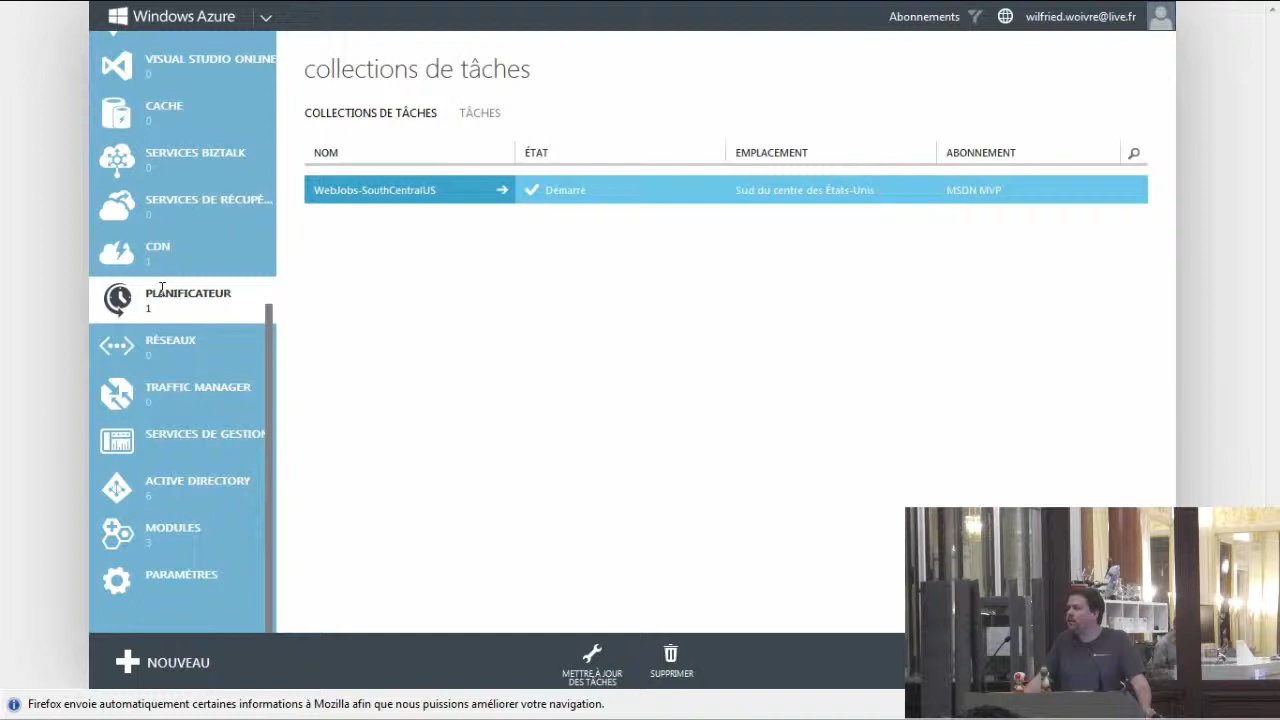 Windows Azure
Abonnements
wilfried.woivre@live.fr
VISUAL STUDIO ONLINE
0
CACHE
0
SERVICES BIZTALK
0
SERVICES DE RÉCUPÉ...
0
CDN
1
PLANIFICATEUR
1
RÉSEAUX
0
TRAFFIC MANAGER
0
SERVICES DE GESTION
ACTIVE DIRECTORY
6
MODULES
3
PARAMÈTRES
collections de tâches
COLLECTIONS DE TÂCHES TÂCHES
NOM ÉTAT EMPLACEMENT ABONNEMENT
WebJobs-SouthCentralUS Démarré Sud du centre des États-Unis MSDN MVP
NOUVEAU
METTRE À JOUR
DES TÂCHES
SUPPRIMER
Firefox envoie automatiquement certaines informations à Mozilla afin que nous puissions améliorer votre navigation.